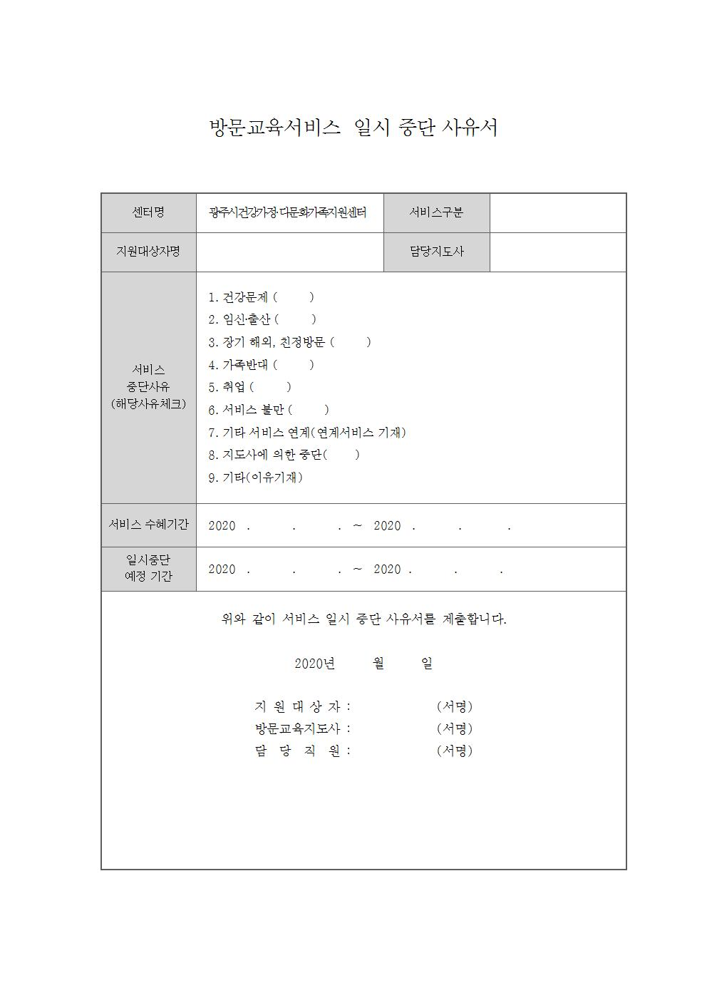 방문교육서비스 일시 중단 사유서
센터명 광주시건강가정·다문화가족지원센터 서비스구분
지원대상자명 담당지도사
서비스
중단사유
(해당사유체크)
1. 건강문제 ( )
2. 임신·출산 ( )
3. 장기 해외, 친정방문 ( )
4. 가족반대 ( )
5. 취업 ( )
6. 서비스 불만 ( )
7. 기타 서비스 연계(연계서비스 기재)
8. 지도사에 의한 중단( )
9. 기타(이유기재)
서비스 수혜기간 2020 . . . ~ 2020 . . .
일시중단
예정 기간
2020 . . . ~ 2020 . . .
위와 같이 서비스 일시 중단 사유서를 제출합니다.
2020년 월 일
지 원 대 상 자 : (서명)
방문교육지도사 : (서명)
담 당 직 원 : (서명)